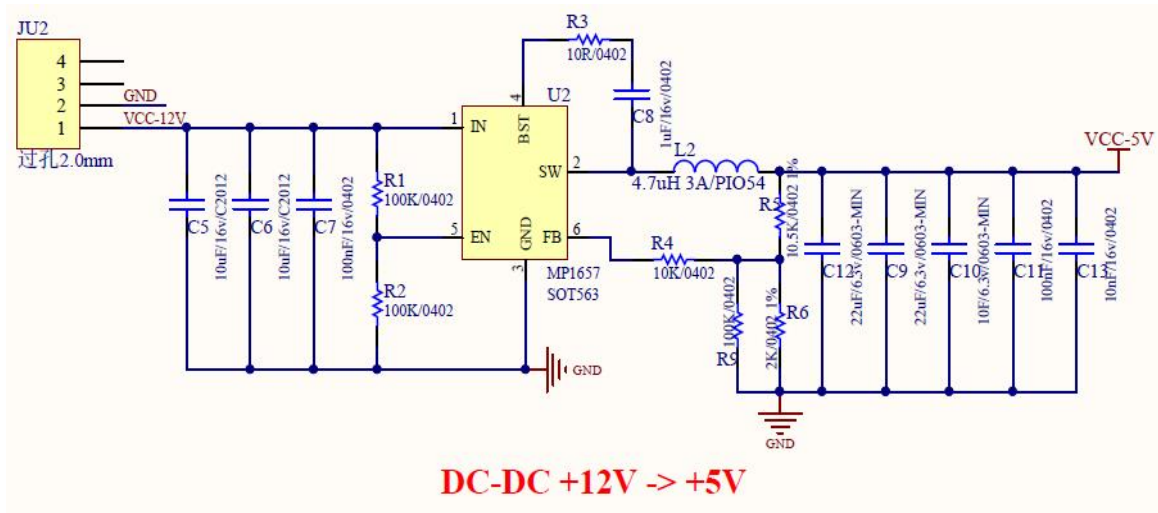 JU2
4
3
2
1
GND
VCC-12V
过孔2.0mm
C5
10uF/16v/C2012
C6
10uF/16v/C2012
C7
100nF/16v/0402
R1
100K/0402
R2
100K/0402
R3
10R/0402
U2
4
BST
1
IN
SW
2
5
EN
GND
3
FB
6
MP1657
SOT563
GND
C8
1uF/16v/0402
L2
4.7uH 3A/PIO54
R4
10K/0402
R5
10.5K/0402 1%
100K/0402
R9
R6
2K/0402 1%
C12
22uF/6.3v/0603-MIN
C9
22uF/6.3v/0603-MIN
C10
10F/6.3v/0603-MIN
C11
100nF/16v/0402
C13
10nF/16v/0402
VCC-5V
GND
DC-DC +12V -> +5V